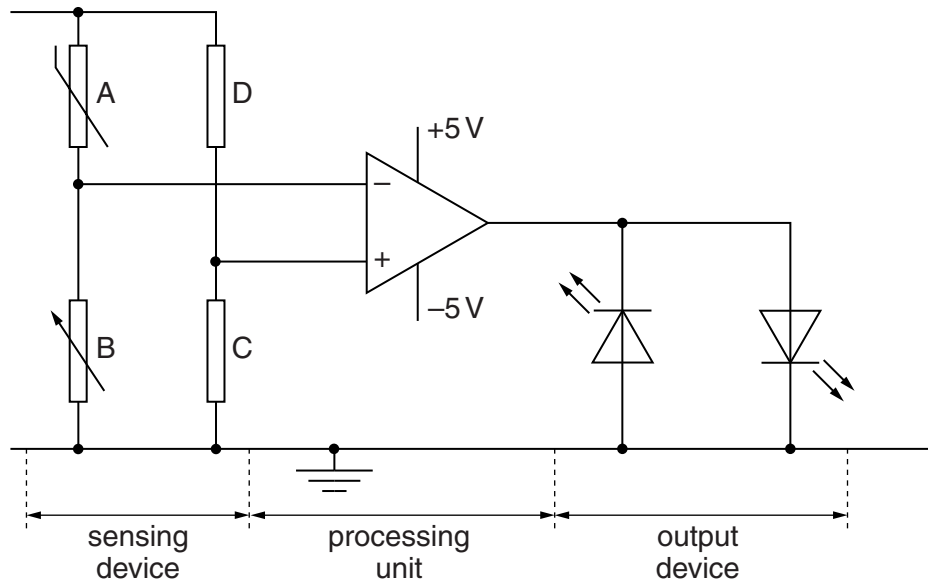 A
D
+5 V
–
+
–5 V
B
C
sensing
device
processing
unit
output
device